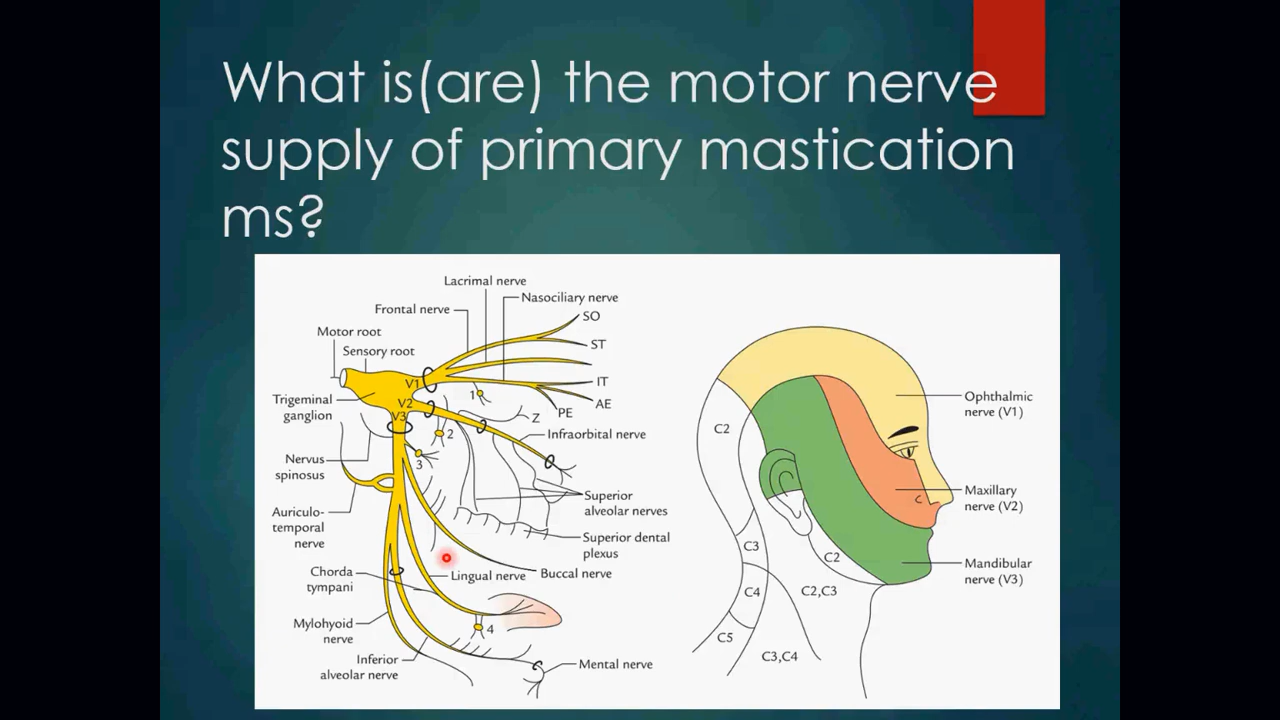 What is(are) the motor nerve
supply of primary mastication
ms?
Lacrimal nerve
Nasociliary nerve
Frontal nerve
SO
Motor root
Sensory root
ST
V1
IT
Trigeminal
ganglion
V2
1
AE
PE
V3
Z
2
Infraorbital nerve
3
Nervus
spinosus
Superior
alveolar nerves
Auriculo-
temporal
nerve
Superior dental
plexus
Chorda
tympani
Lingual nerve
Buccal nerve
Mylohyoid
nerve
4
Inferior
alveolar nerve
Mental nerve
Ophthalmic
nerve (V1)
C2
Maxillary
nerve (V2)
C3
C2
Mandibular
nerve (V3)
C4
C2,C3
C5
C3,C4